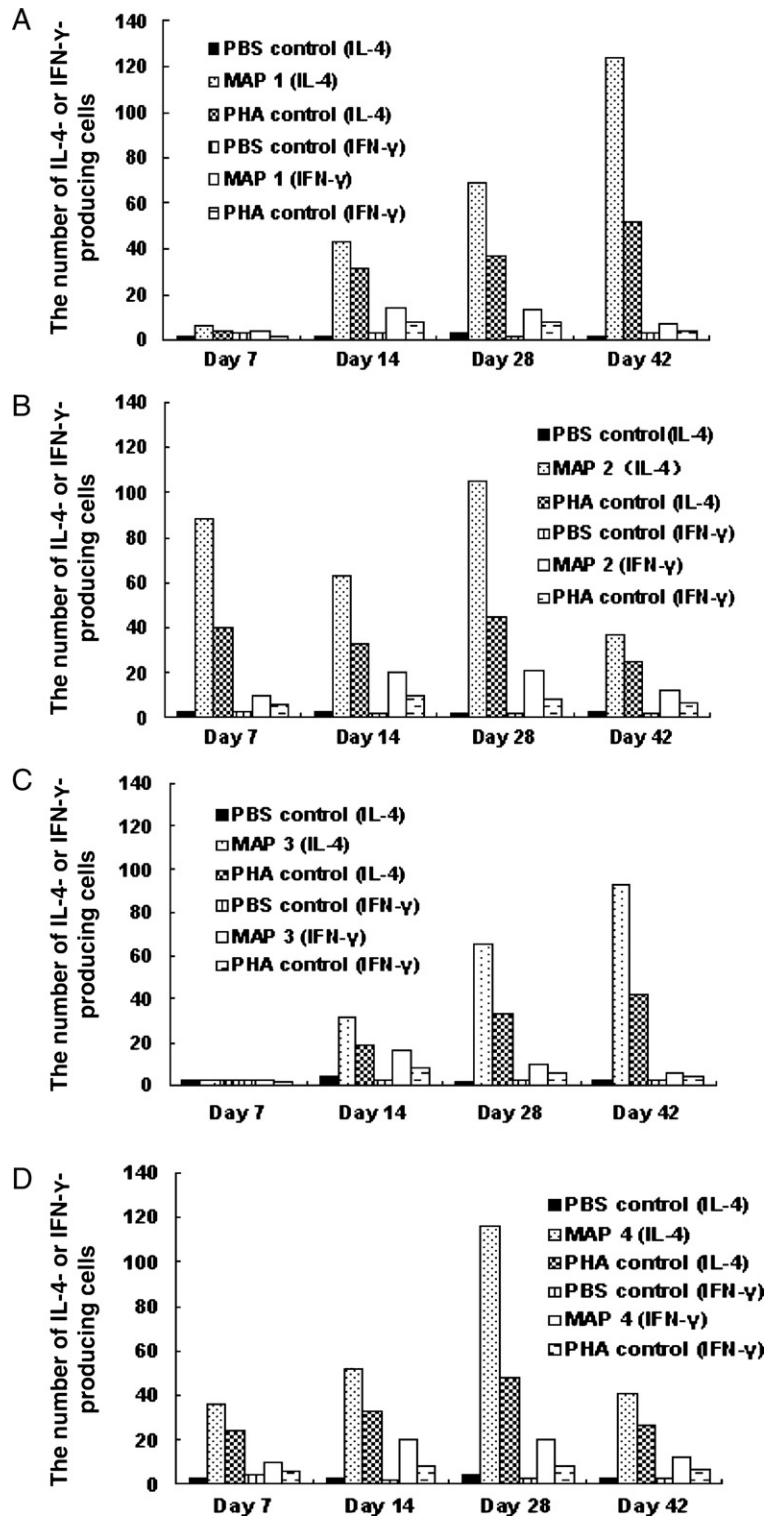 A
The number of IL-4- or IFN-γ-
producing cells
140
120
100
80
60
40
20
0
PBS control (IL-4)
MAP 1 (IL-4)
PHA control (IL-4)
PBS control (IFN-γ)
MAP 1 (IFN-γ)
PHA control (IFN-γ)
Day 7
Day 14
Day 28
Day 42
B
The number of IL-4- or IFN-γ-
producing cells
140
120
100
80
60
40
20
0
PBS control(IL-4)
MAP 2 (IL-4)
PHA control (IL-4)
PBS control (IFN-γ)
MAP 2 (IFN-γ)
PHA control (IFN-γ)
Day 7
Day 14
Day 28
Day 42
C
The number of IL-4- or IFN-γ-
producing cells
140
120
100
80
60
40
20
0
PBS control (IL-4)
MAP 3 (IL-4)
PHA control (IL-4)
PBS control (IFN-γ)
MAP 3 (IFN-γ)
PHA control (IFN-γ)
Day 7
Day 14
Day 28
Day 42
D
The number of IL-4- or IFN-γ-
producing cells
140
120
100
80
60
40
20
0
PBS control (IL-4)
MAP 4 (IL-4)
PHA control (IL-4)
PBS control (IFN-γ)
MAP 4 (IFN-γ)
PHA control (IFN-γ)
Day 7
Day 14
Day 28
Day 42